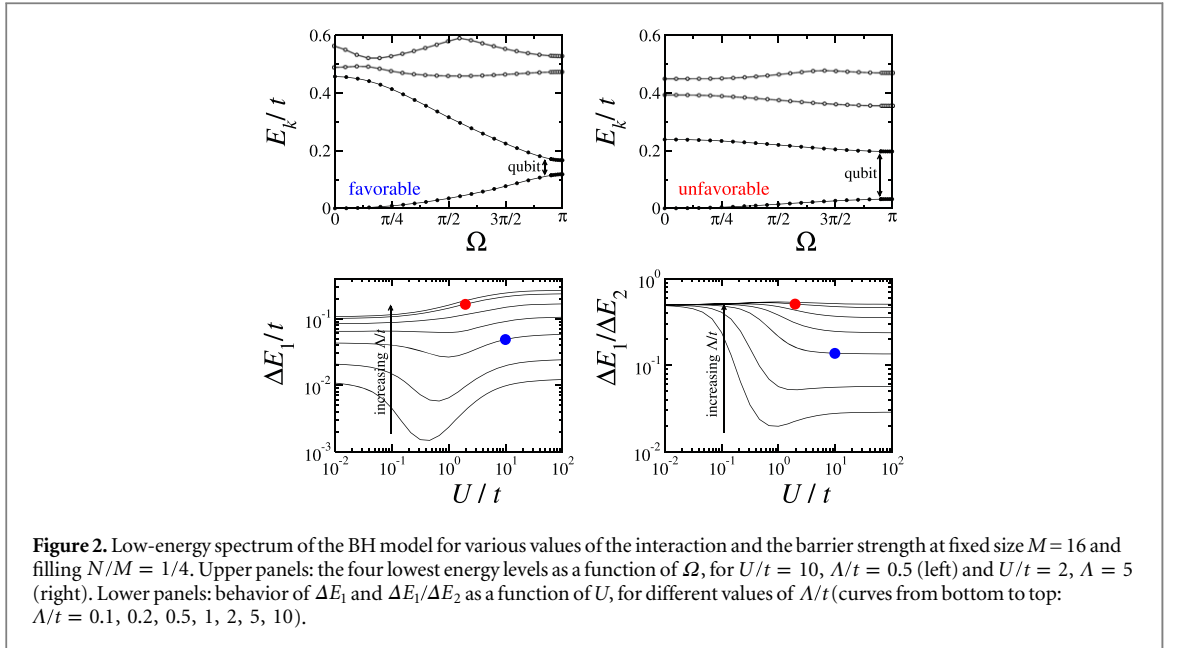 0.6
0.4
0.2
0
E_k / t
favorable
qubit
0
π/4
π/2
3π/2
π
Ω
0.6
0.4
0.2
0
E_k / t
unfavorable
qubit
0
π/4
π/2
3π/2
π
Ω
10^-1
10^-2
10^-3
ΔE_1/t
increasing Λ/t
10^-2
10^-1
10^0
10^1
10^2
U / t
10^0
10^-1
10^-2
ΔE_1/ΔE_2
increasing Λ/t
10^-2
10^-1
10^0
10^1
10^2
U / t
Figure 2. Low-energy spectrum of the BH model for various values of the interaction and the barrier strength at fixed size M = 16 and
filling N/M = 1/4. Upper panels: the four lowest energy levels as a function of Ω, for U/t = 10, Λ/t = 0.5 (left) and U/t = 2, Λ = 5
(right). Lower panels: behavior of ΔE_1 and ΔE_1/ΔE_2 as a function of U, for different values of Λ/t (curves from bottom to top:
Λ/t = 0.1, 0.2, 0.5, 1, 2, 5, 10).